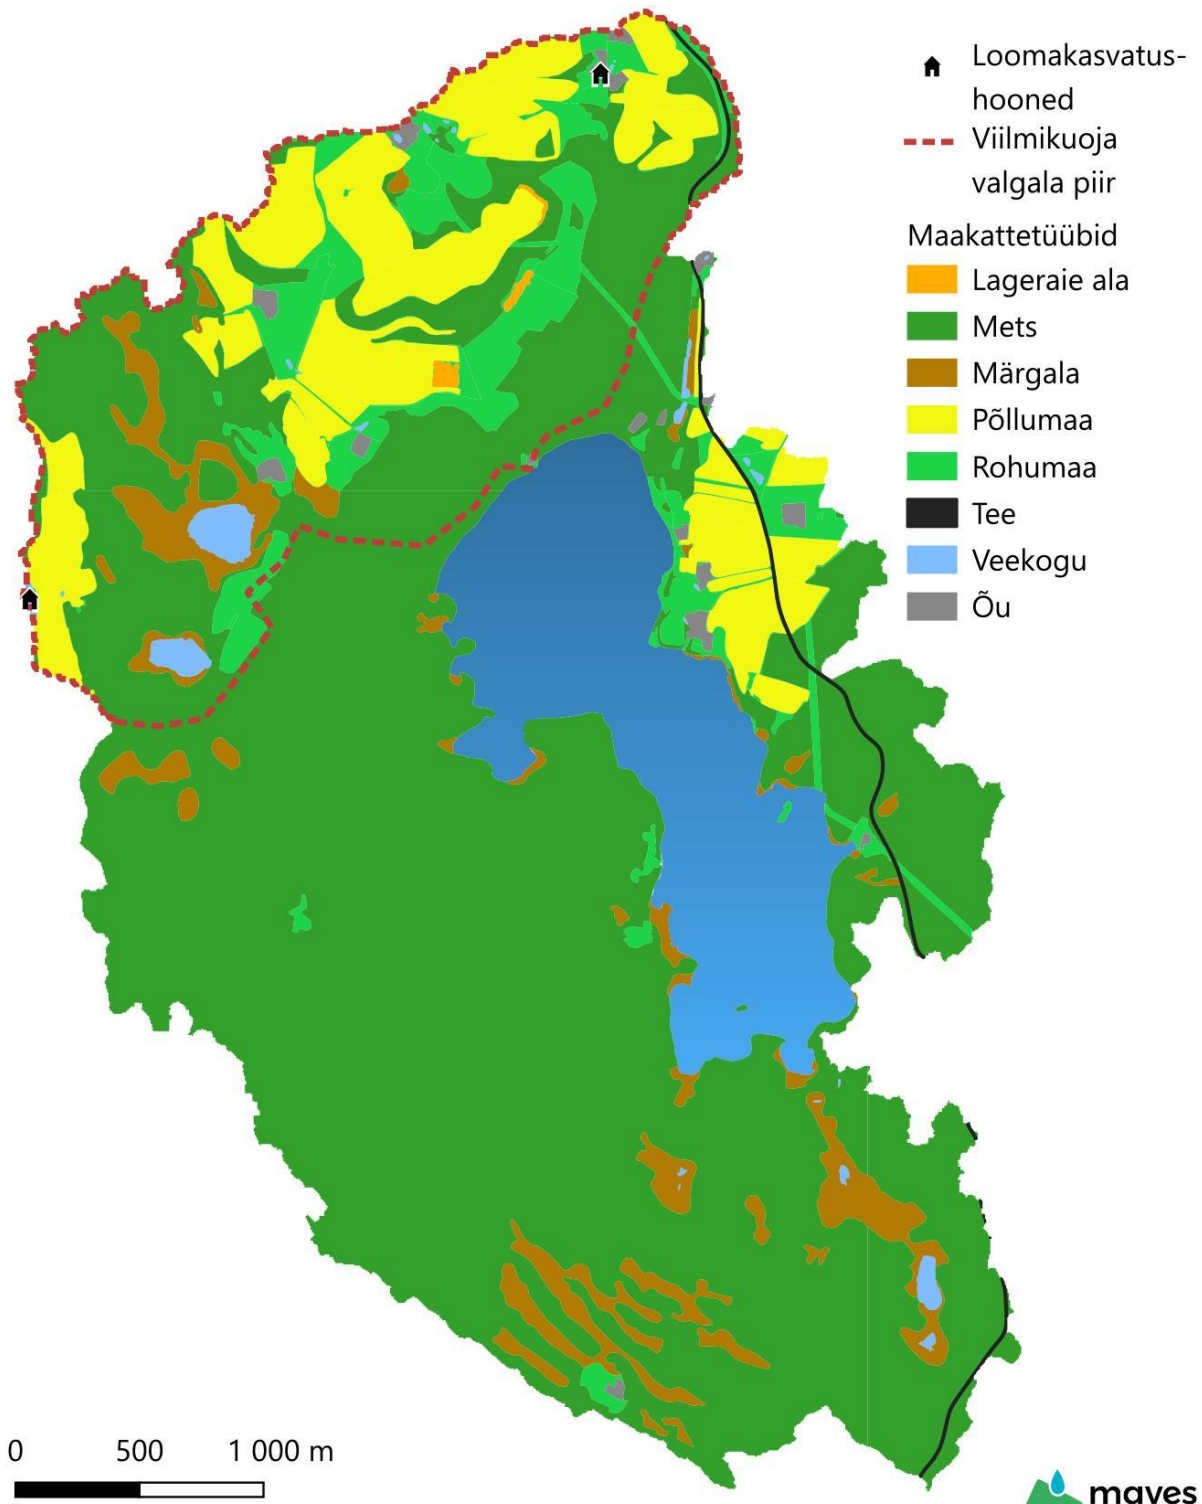 Loomakasvatus-
hooned
Viilmikuoja
valgala piir
Maakattetüübid
Lageraie ala
Mets
Märgala
Põllumaa
Rohumaa
Tee
Veekogu
Õu
0 500 1 000 m
maves